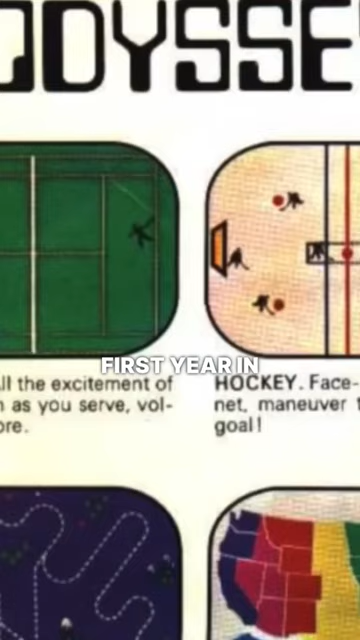 ODYSSE
FIRST YEAR IN
ll the excitement of
as you serve, vol-
ore.
HOCKEY. Face-
net, maneuver
goal!